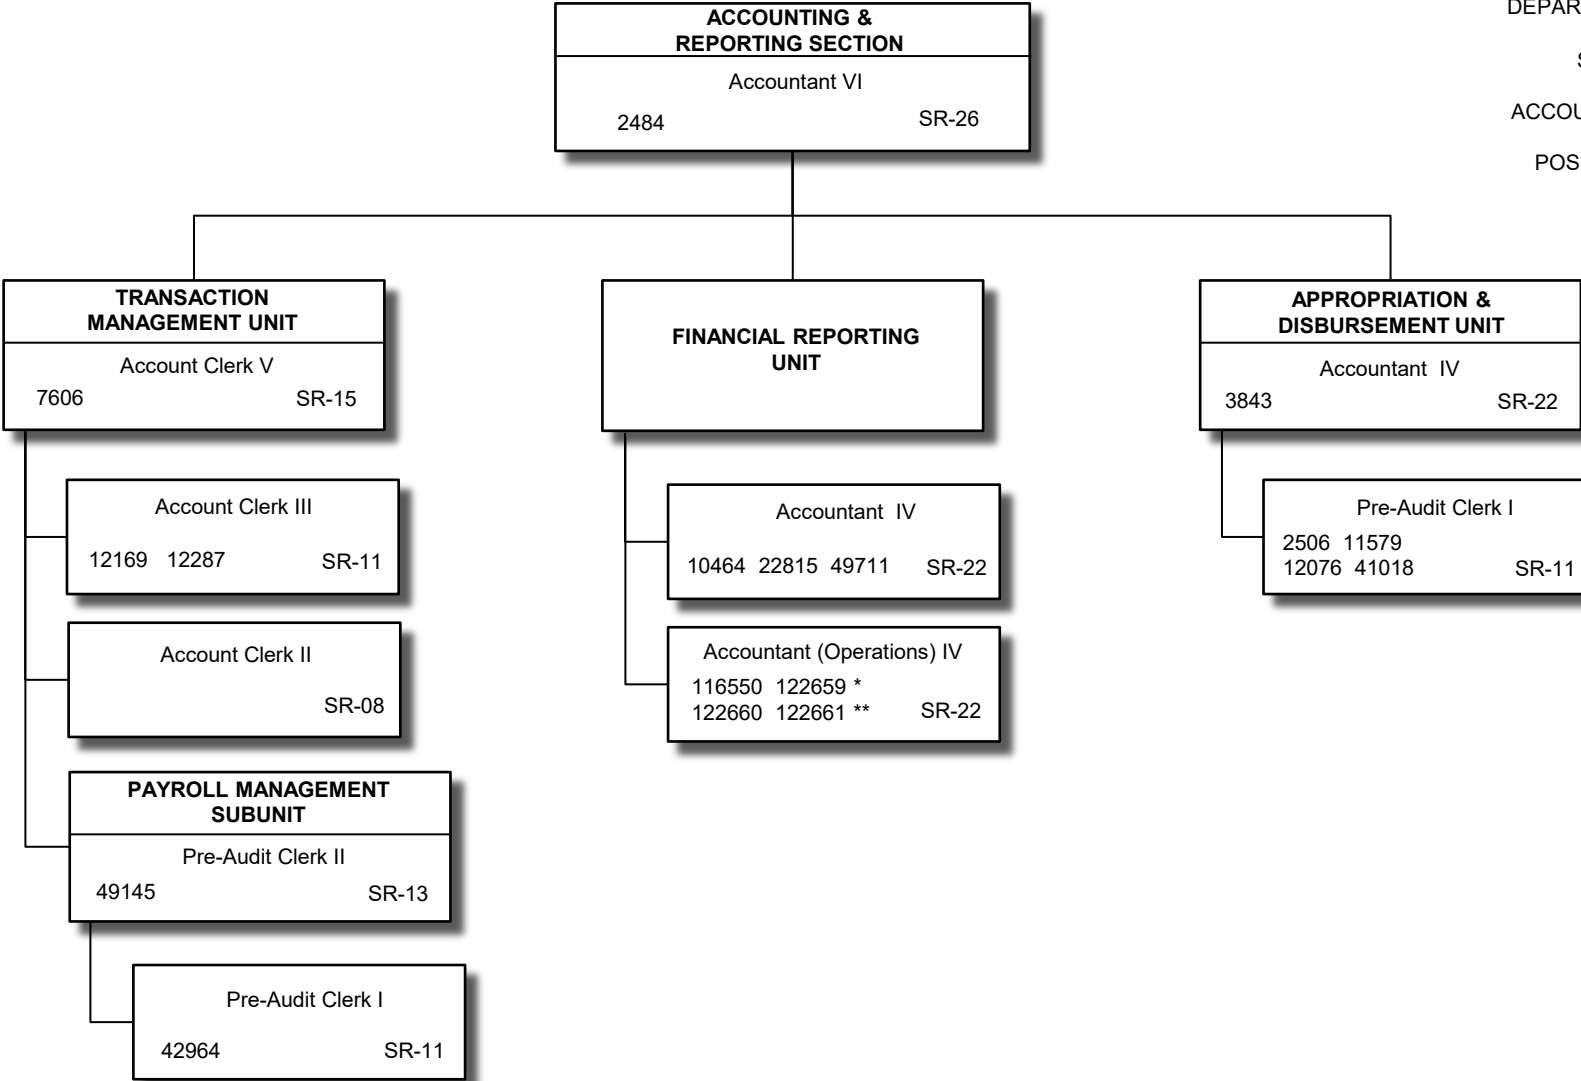 ACCOUNTING &
REPORTING SECTION
Accountant VI
2484 SR-26
TRANSACTION
MANAGEMENT UNIT
Account Clerk V
7606 SR-15
Account Clerk III
12169 12287 SR-11
Account Clerk II
SR-08
PAYROLL MANAGEMENT
SUBUNIT
Pre-Audit Clerk II
49145 SR-13
Pre-Audit Clerk I
42964 SR-11
FINANCIAL REPORTING
UNIT
Accountant IV
10464 22815 49711 SR-22
Accountant (Operations) IV
116550 122659 *
122660 122661 ** SR-22
APPROPRIATION &
DISBURSEMENT UNIT
Accountant IV
3843 SR-22
Pre-Audit Clerk I
2506 11579
12076 41018 SR-11
DEPAR
ACCOU
POS